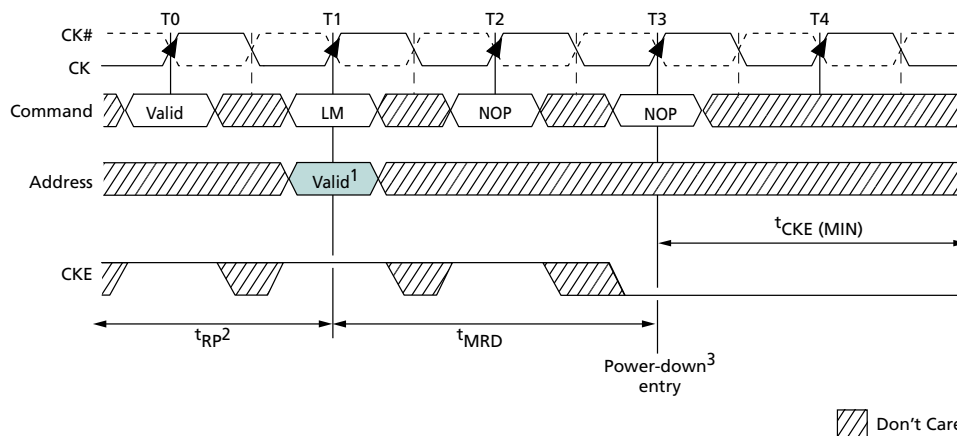 T0 T1 T2 T3 T4
CK#
CK
Command Valid LM NOP NOP
Address Valid1
tCKE (MIN)
CKE
tRP2 tMRD
Power-down3
entry
Don't Care